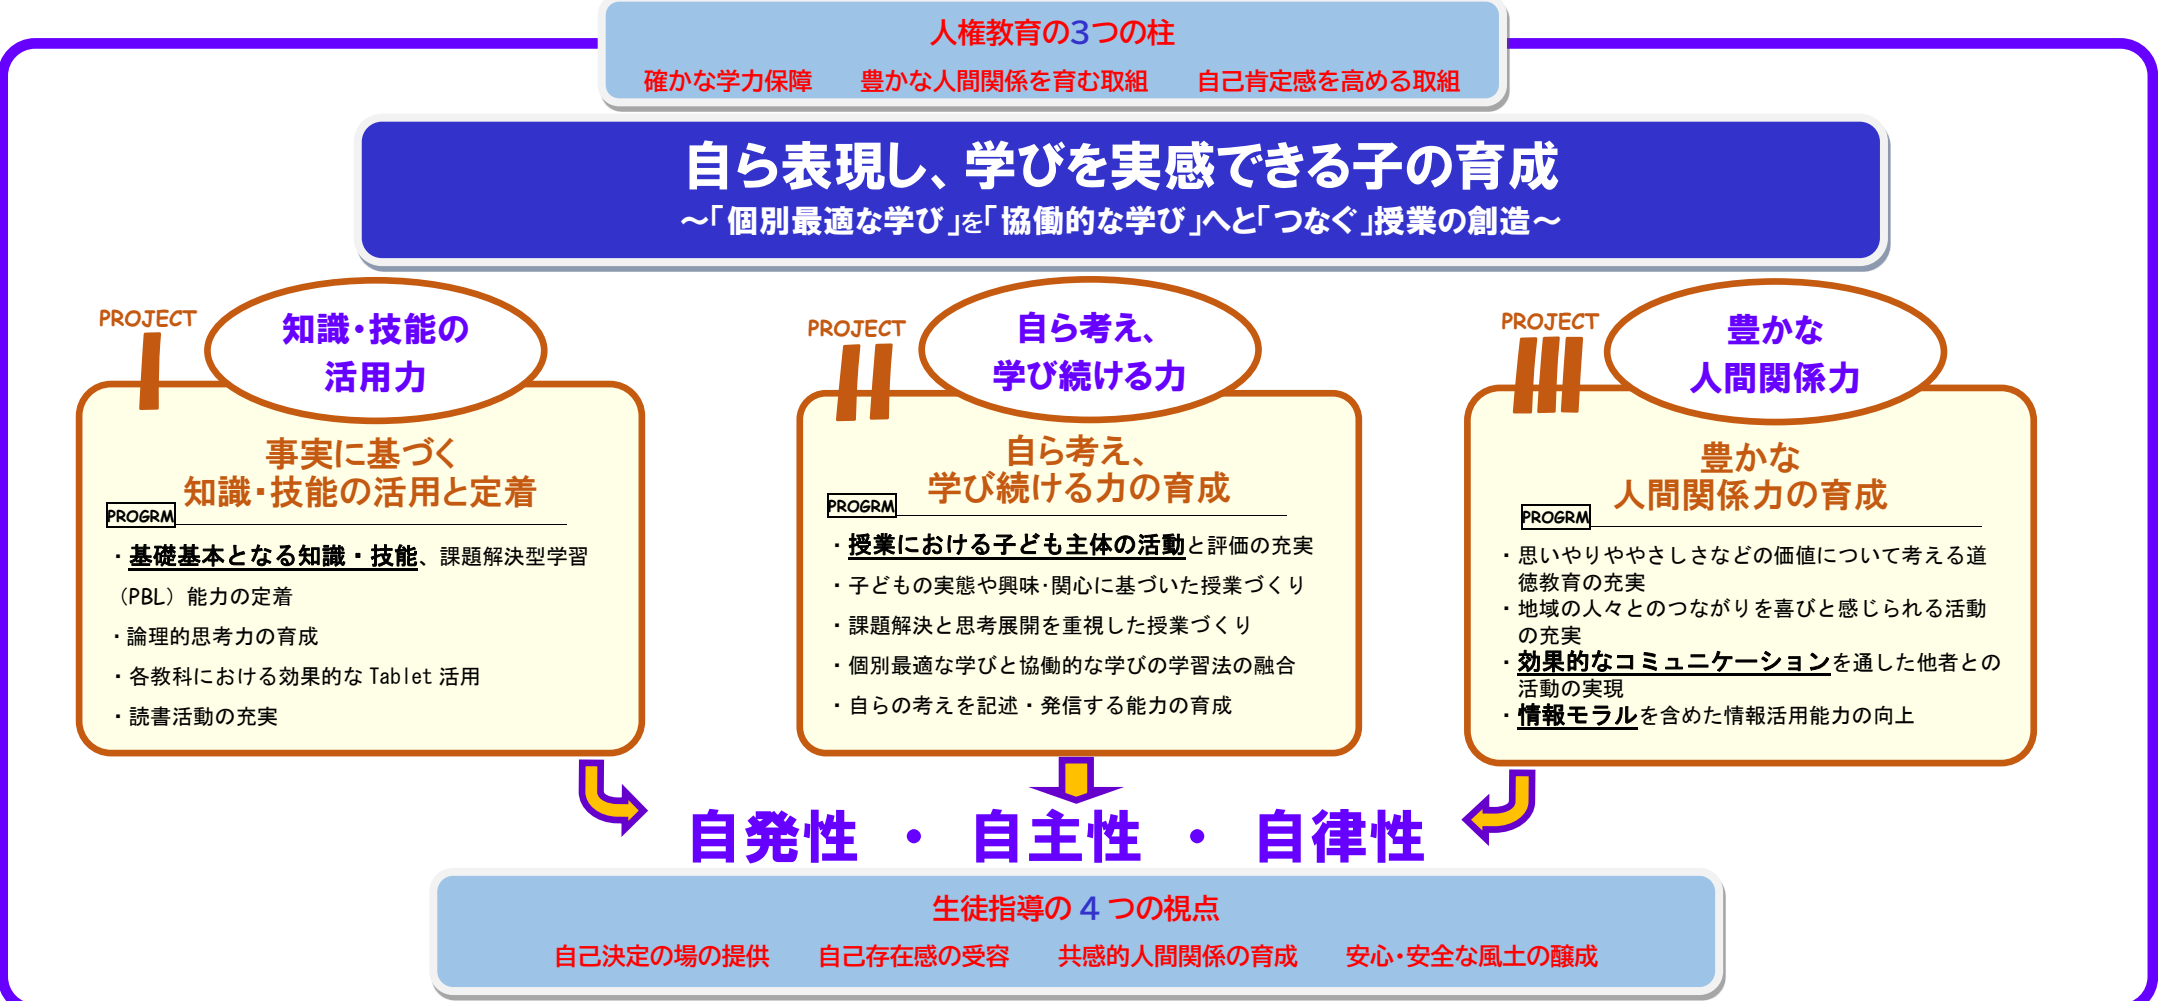 人権教育の3つの柱
確かな学力保障　豊かな人間関係を育む取組　自己肯定感を高める取組
自ら表現し、学びを実感できる子の育成
～「個別最適な学び」を「協働的な学び」へと「つなぐ」授業の創造～
PROJECT
I
知識・技能の
活用力
事実に基づく
知識・技能の活用と定着
PROGRM
・基礎基本となる知識・技能、課題解決型学習
（PBL）能力の定着
・論理的思考力の育成
・各教科における効果的な Tablet 活用
・読書活動の充実
PROJECT
II
自ら考え、
学び続ける力
自ら考え、
学び続ける力の育成
PROGRM
・授業における子ども主体の活動と評価の充実
・子どもの実態や興味・関心に基づいた授業づくり
・課題解決と思考展開を重視した授業づくり
・個別最適な学びと協働的な学びの学習法の融合
・自らの考えを記述・発信する能力の育成
PROJECT
III
豊かな
人間関係力
豊かな
人間関係力の育成
PROGRM
・思いやりややさしさなどの価値について考える道
徳教育の充実
・地域の人々とのつながりを喜びと感じられる活動
の充実
・効果的なコミュニケーションを通した他者との
活動の実現
・情報モラルを含めた情報活用能力の向上
自発性 ・ 自主性 ・ 自律性
生徒指導の 4 つの視点
自己決定の場の提供　自己存在感の受容　共感的人間関係の育成　安心・安全な風土の醸成